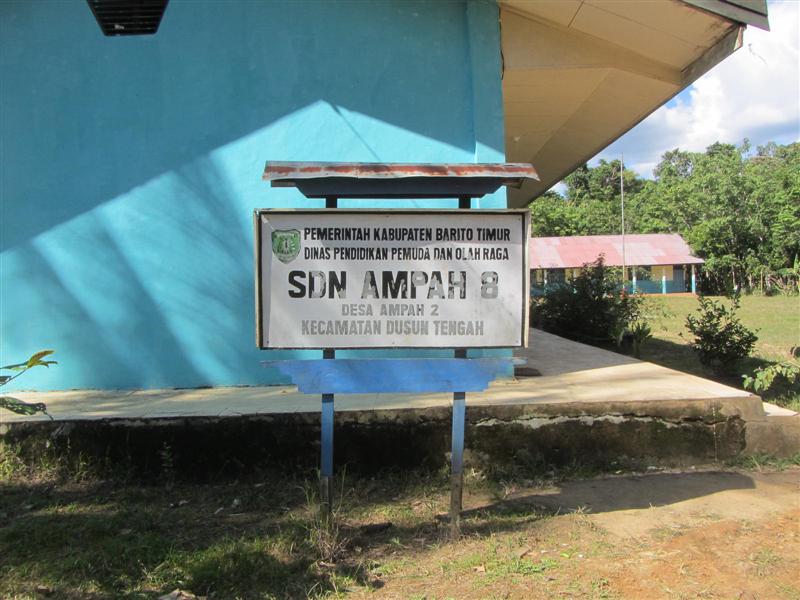 PEMERINTAH KABUPATEN BARITO TIMUR
DINAS PENDIDIKAN PEMUDA DAN OLAH RAGA
SDN AMPAH 8
DESA AMPAH 2
KECAMATAN DUSUN TENGAH